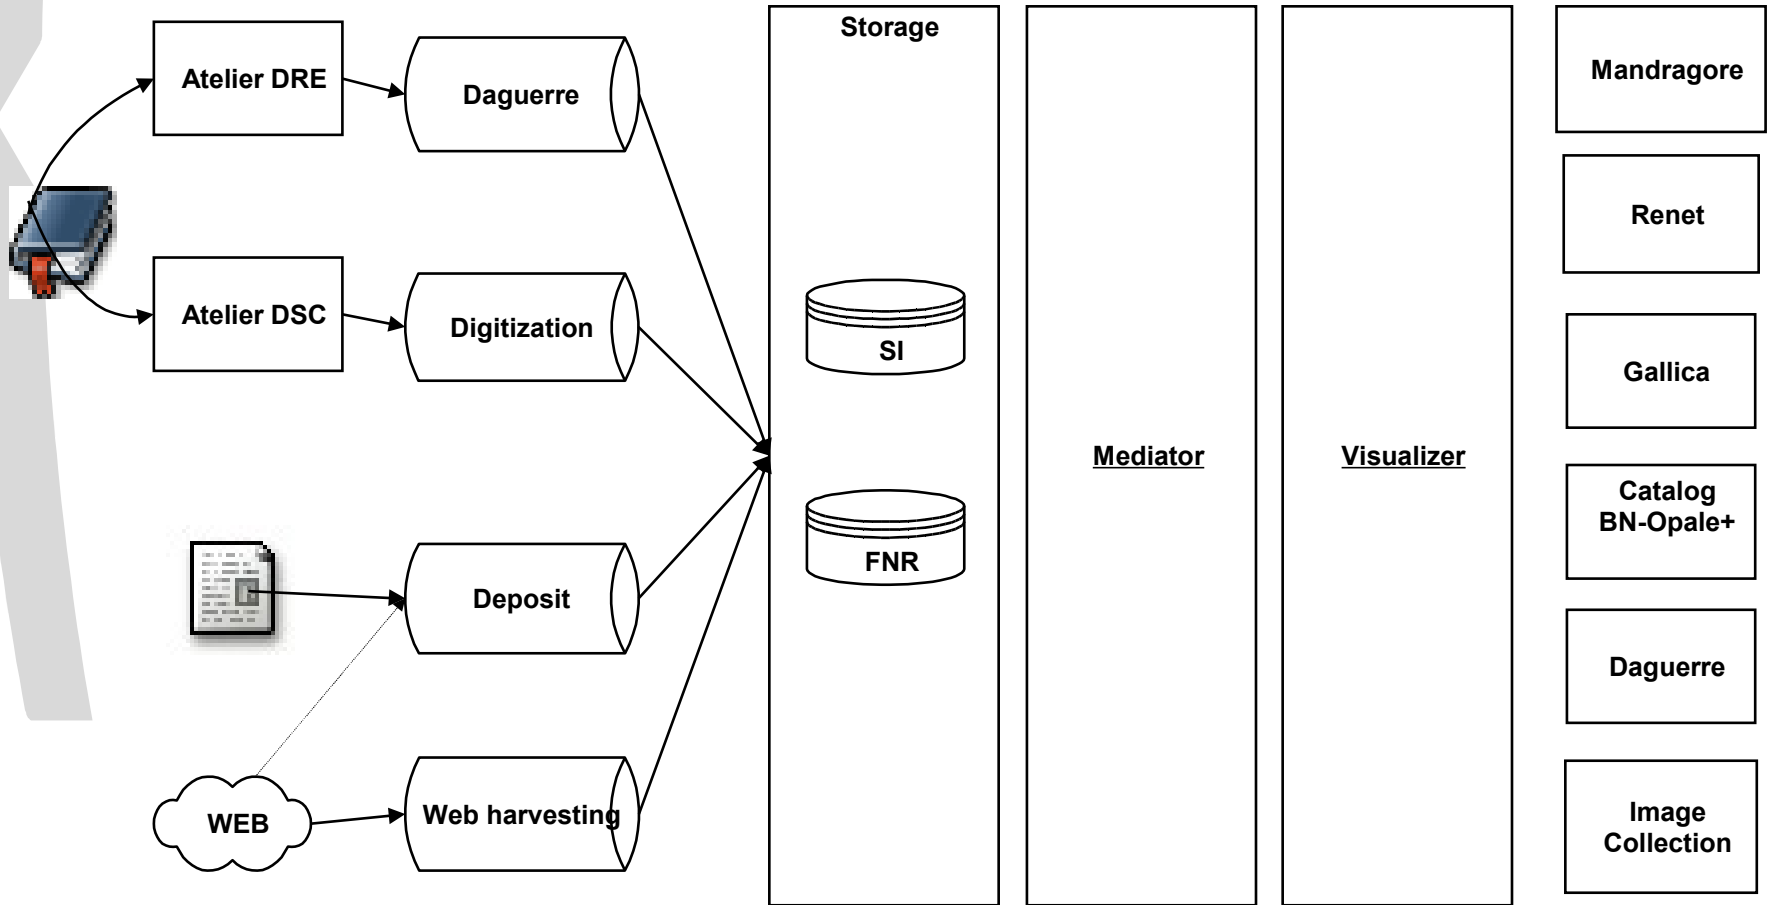 Storage
Atelier DRE
Daguerre
Atelier DSC
Digitization
Deposit
WEB
Web harvesting
SI
FNR
Mediator
Visualizer
Mandragore
Renet
Gallica
Catalog
BN-Opale+
Daguerre
Image
Collection